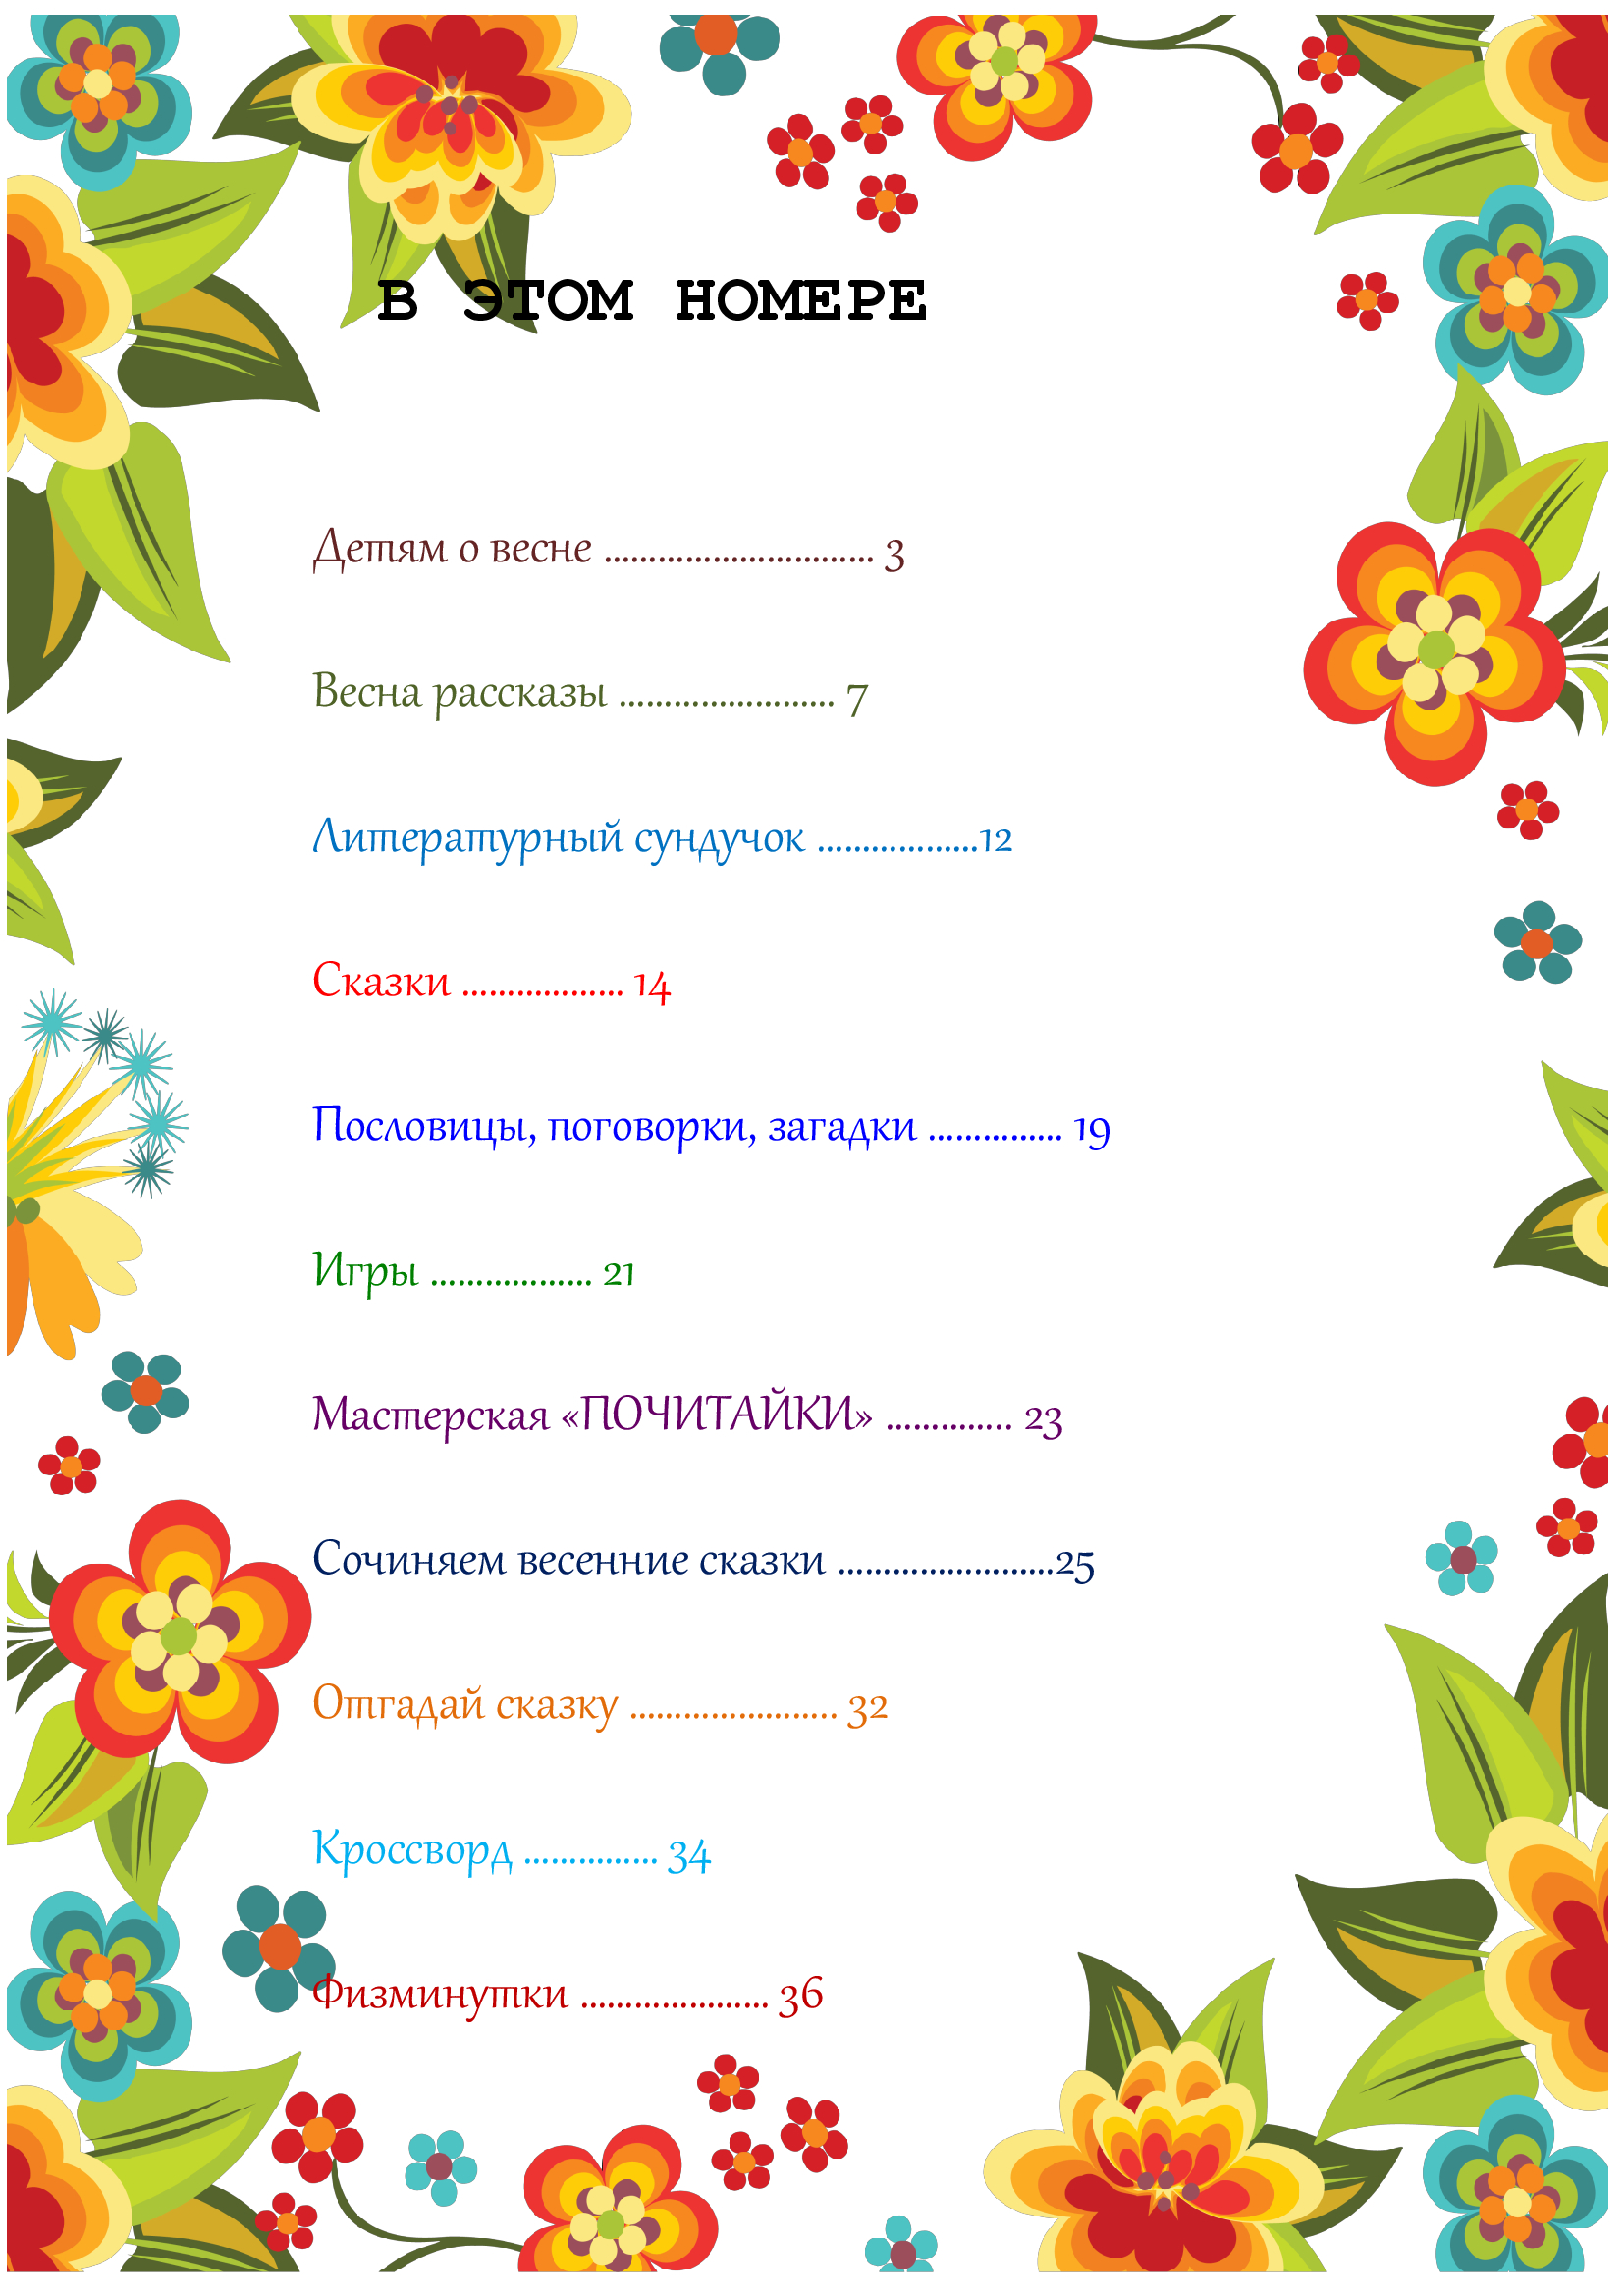 В ЭТОМ НОМЕРЕ
Детям о весне .............................. 3
Весна рассказы ........................ 7
Литературный сундучок ..................12
Сказки .................. 14
Пословицы, поговорки, загадки ............... 19
Игры .................. 21
Мастерская «ПОЧИТАЙКИ» .............. 23
Сочиняем весенние сказки ........................25
Отгадай сказку ....................... 32
Кроссворд ............... 34
Физминутки ..................... 36